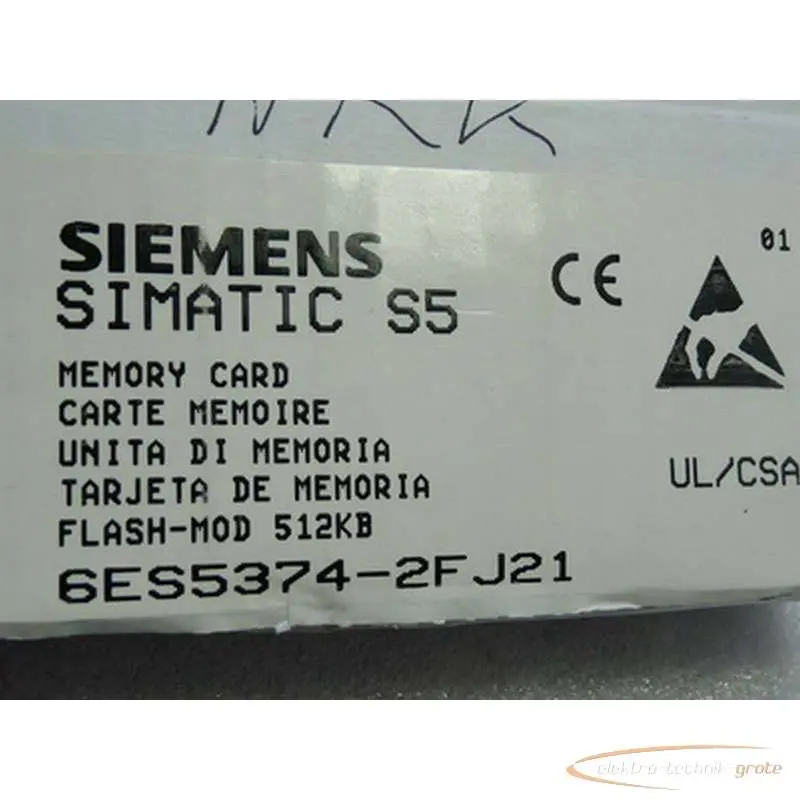 SIEMENS
SIMATIC S5
CE
01
MEMORY CARD
CARTE MEMOIRE
UNITA DI MEMORIA
TARJETA DE MEMORIA
FLASH-MOD 512KB
6ES5374-2FJ21
UL/CSA
elektro-technik-grote